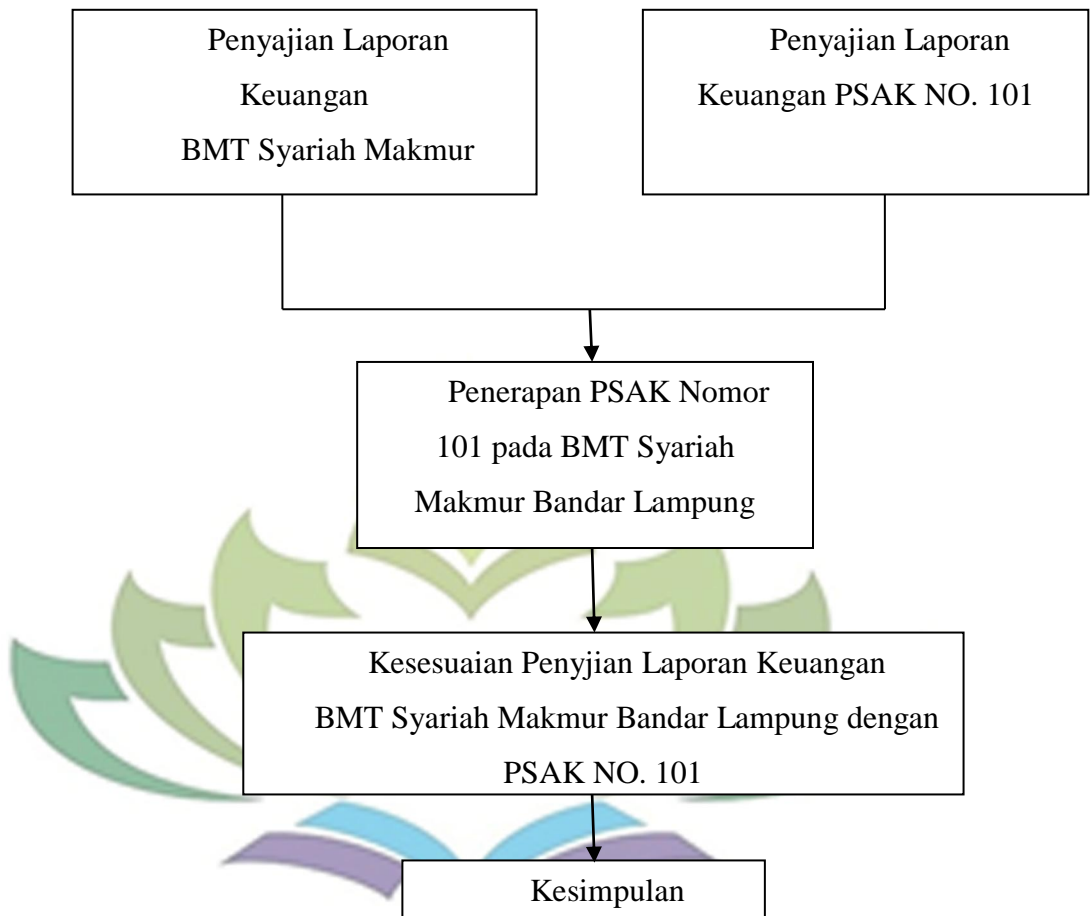 Penyajian Laporan
Keuangan
BMT Syariah Makmur
Penyajian Laporan
Keuangan PSAK NO. 101
Penerapan PSAK Nomor
101 pada BMT Syariah
Makmur Bandar Lampung
Kesesuaian Penyjian Laporan Keuangan
BMT Syariah Makmur Bandar Lampung dengan
PSAK NO. 101
Kesimpulan